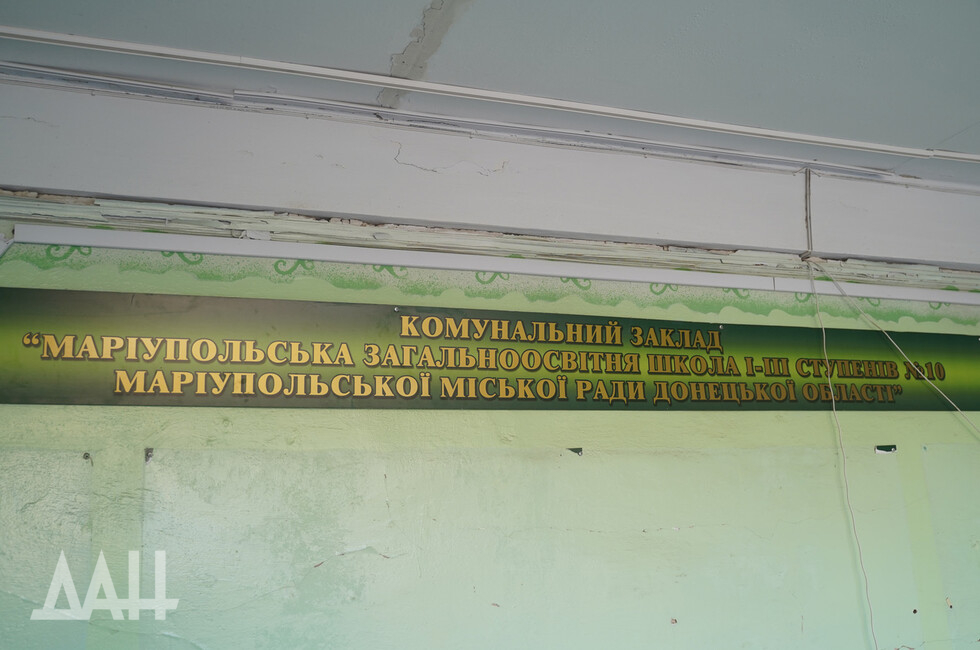 КОМУНАЛЬНИЙ ЗАКЛАД
“МАРІУПОЛЬСЬКА ЗАГАЛЬНООСВІТНЯ ШКОЛА І-ІІІ СТУПЕНІВ №10
МАРІУПОЛЬСЬКОЇ МІСЬКОЇ РАДИ ДОНЕЦЬКОЇ ОБЛАСТІ”
ДАН